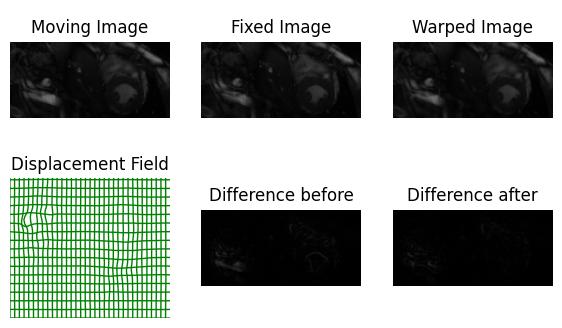 Moving Image
Fixed Image
Warped Image
Displacement Field
Difference before
Difference after